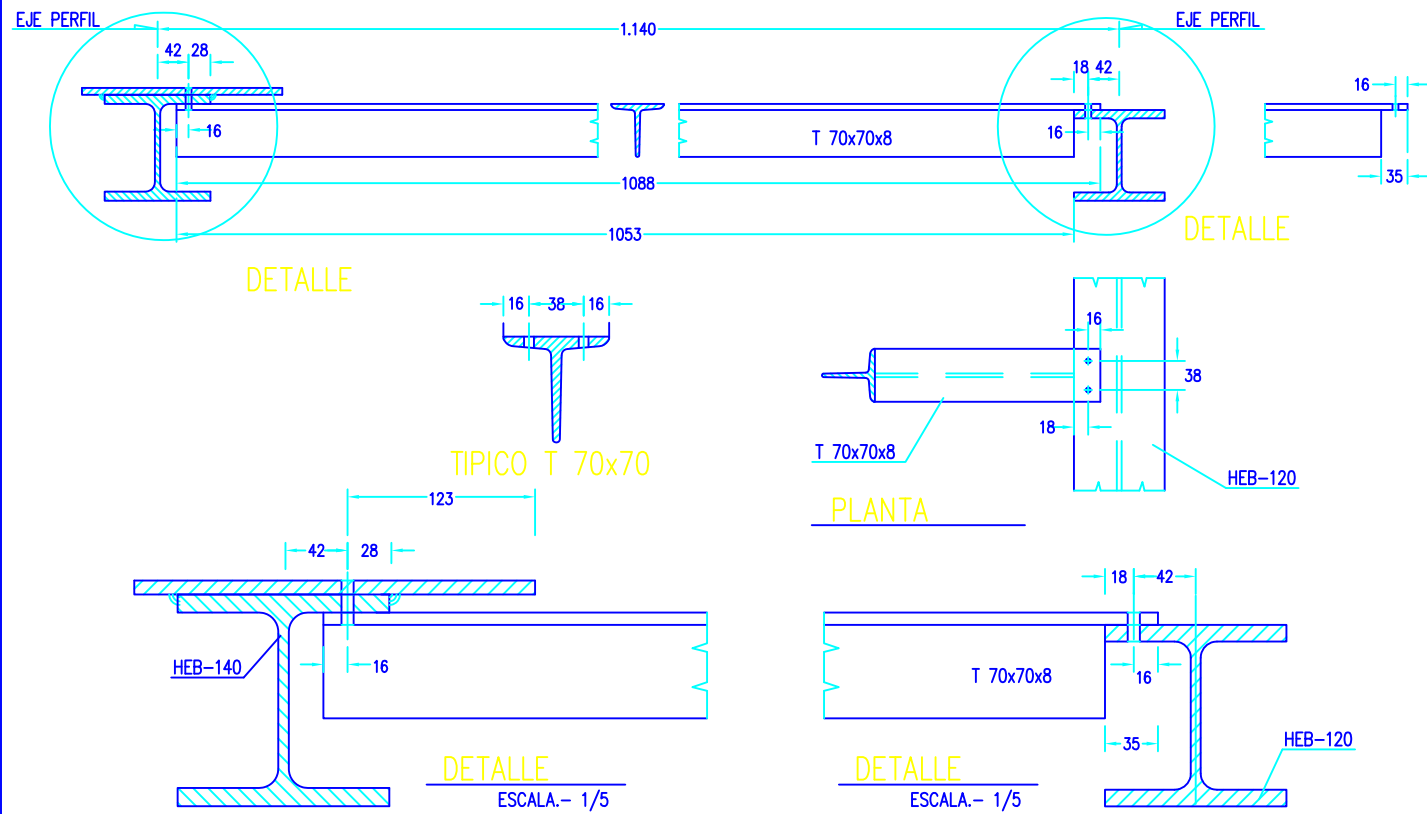 EJE PERFIL
1.140
EJE PERFIL
42 28
18 42
16
16
T 70x70x8
16
1088
35
1053
DETALLE
DETALLE
16 38 16
16
38
18
TIPICO T 70x70
T 70x70x8
HEB-120
123
PLANTA
42 28
18 42
HEB-140
16
T 70x70x8
16
35
HEB-120
DETALLE
ESCALA.- 1/5
DETALLE
ESCALA.- 1/5